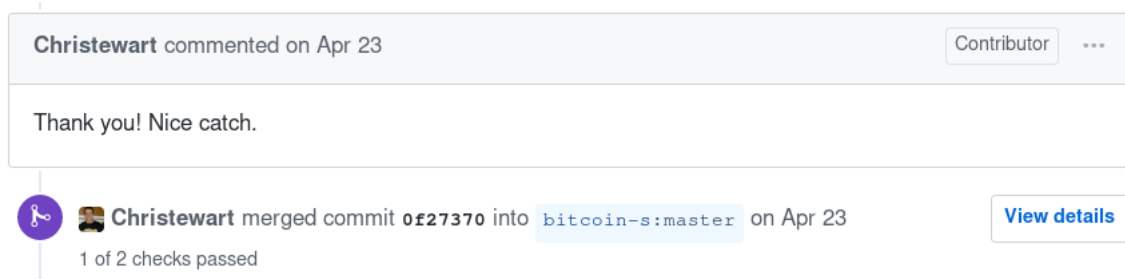 Christewart commented on Apr 23 Contributor ...
Thank you! Nice catch.
Christewart merged commit 0f27370 into bitcoin-s:master on Apr 23 View details
1 of 2 checks passed